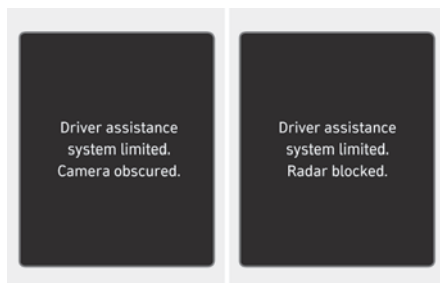 Driver assistance
system limited.
Camera obscured.
Driver assistance
system limited.
Radar blocked.